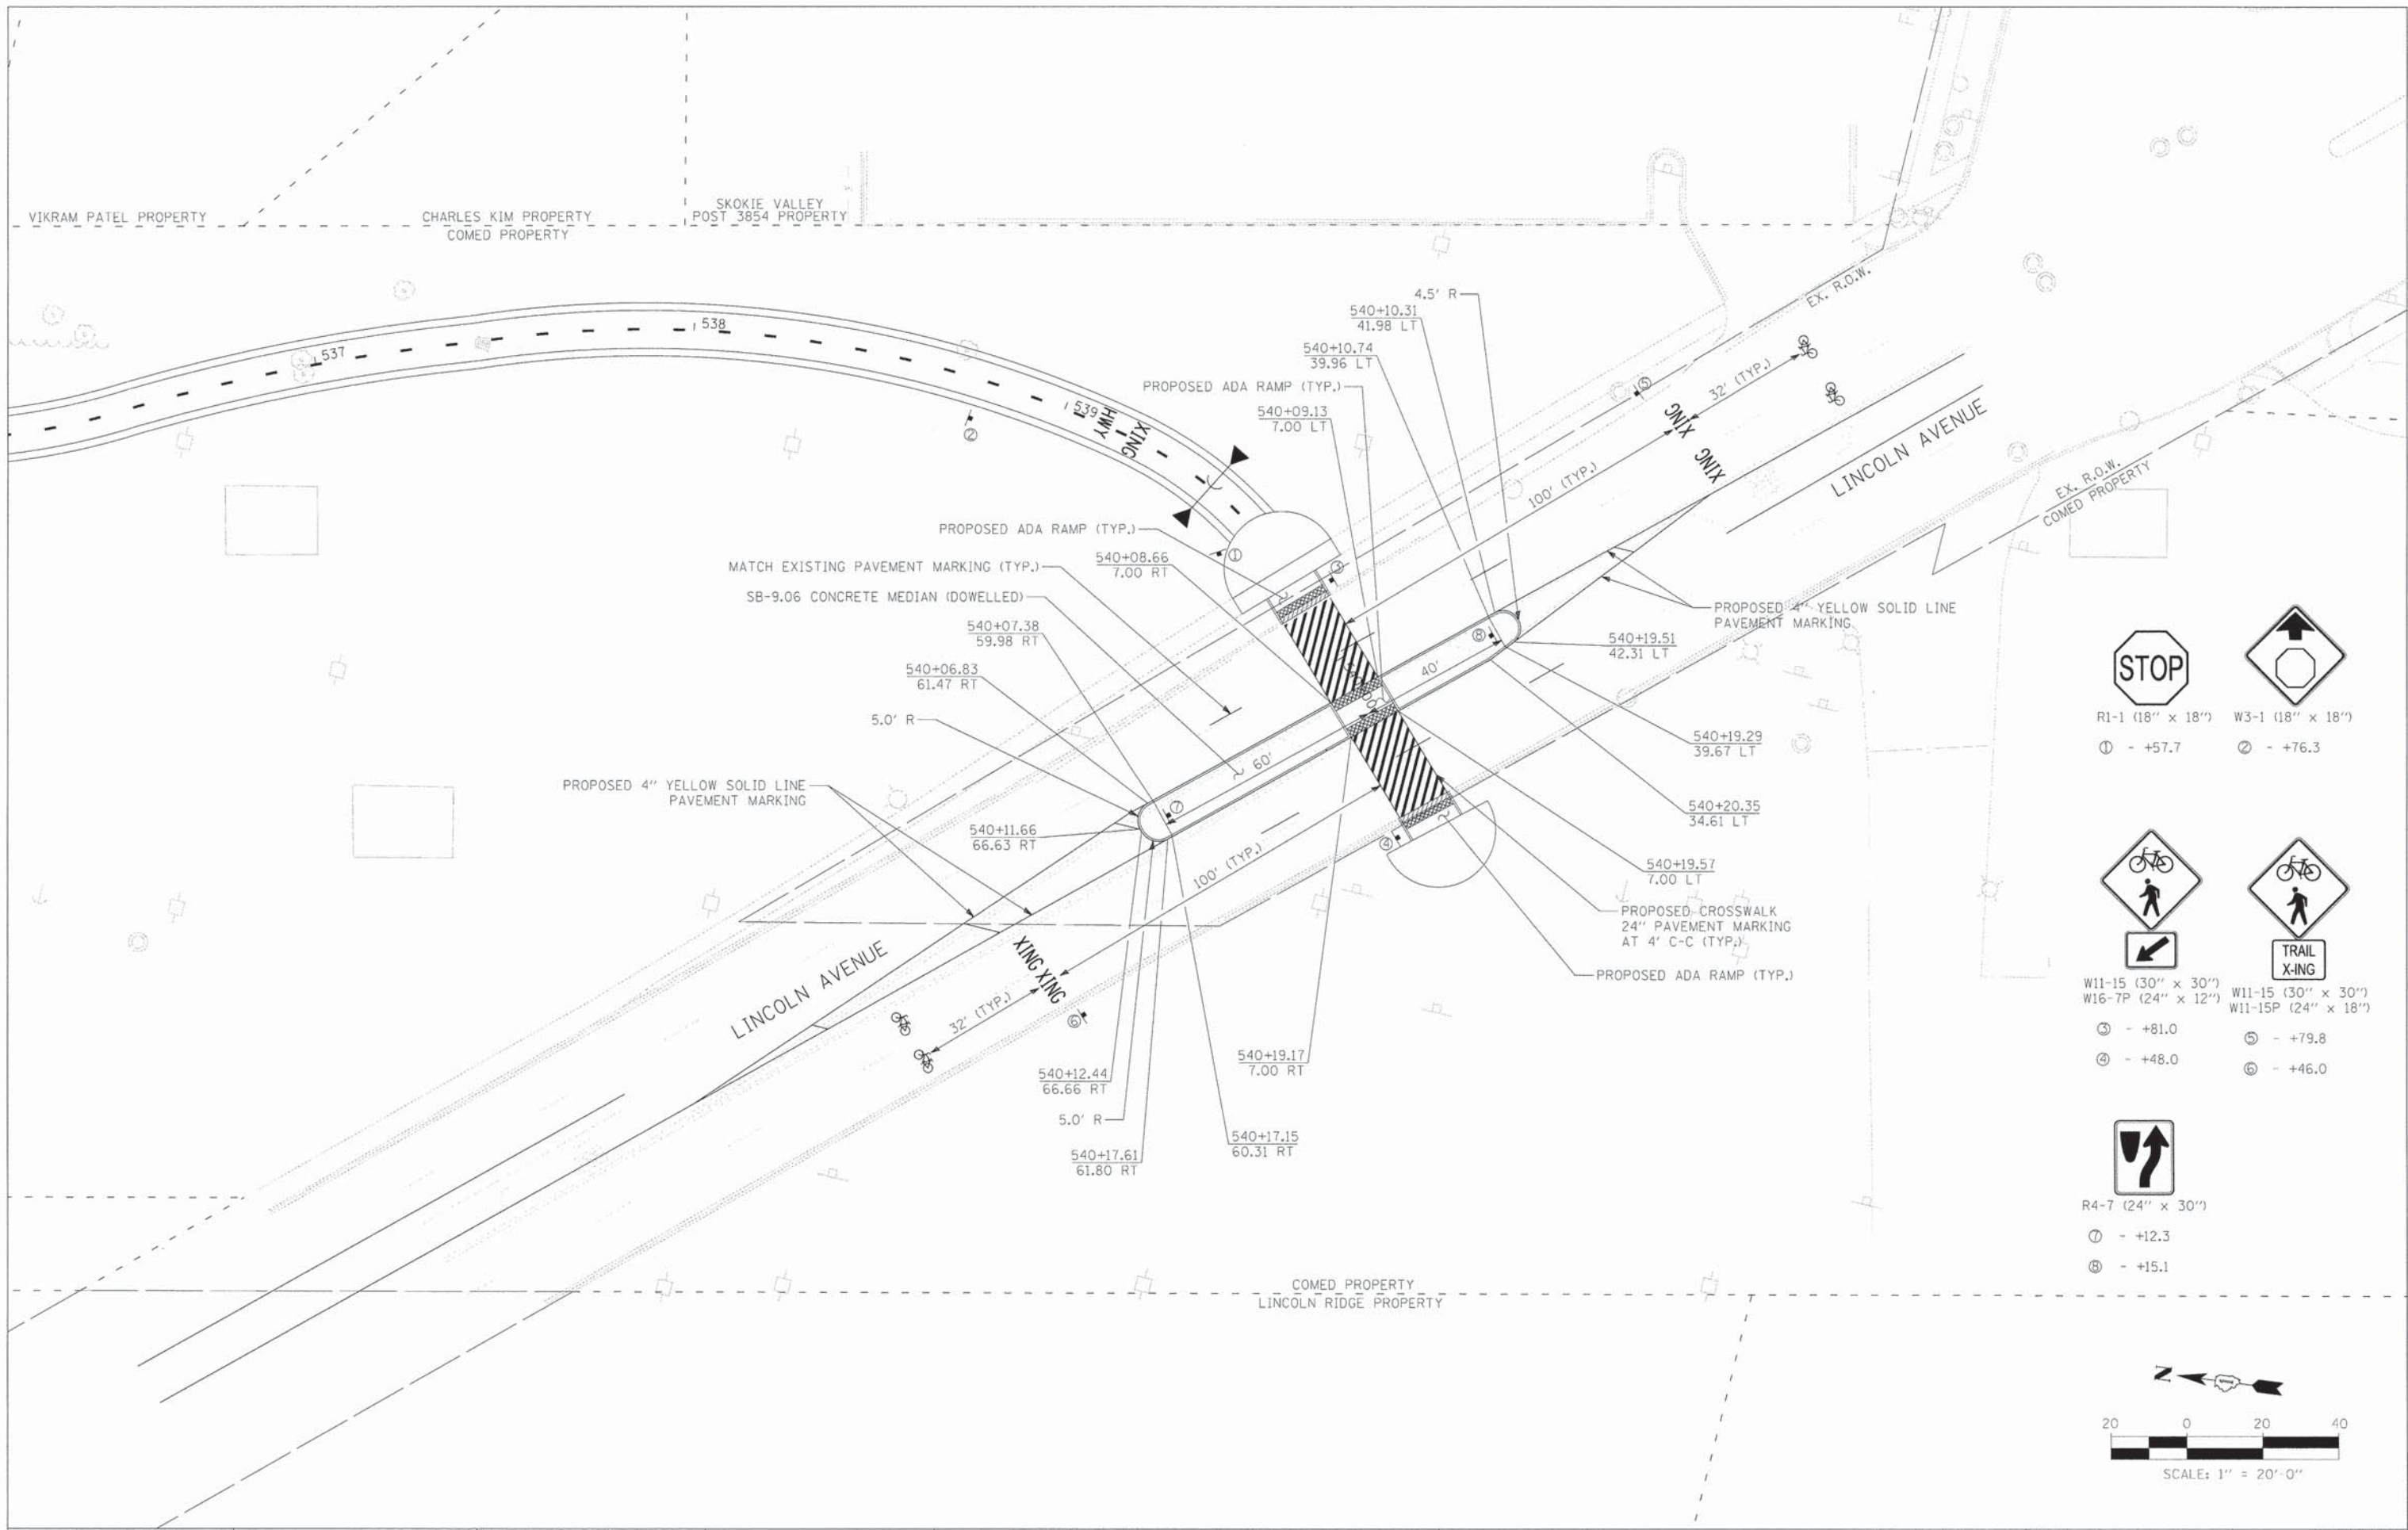 VIKRAM PATEL PROPERTY
CHARLES KIM PROPERTY
COMED PROPERTY
SKOKIE VALLEY
POST 3854 PROPERTY
537
538
539
HWY
XING
②
①
③
⑤
EX. R.O.W.
4.5' R
540+10.31
41.98 LT
540+10.74
39.96 LT
PROPOSED ADA RAMP (TYP.)
540+09.13
7.00 LT
PROPOSED ADA RAMP (TYP.)
540+08.66
7.00 RT
MATCH EXISTING PAVEMENT MARKING (TYP.)
SB-9.06 CONCRETE MEDIAN (DOWELLED)
540+07.38
59.98 RT
540+06.83
61.47 RT
5.0' R
PROPOSED 4" YELLOW SOLID LINE
PAVEMENT MARKING
540+11.66
66.63 RT
32' (TYP.)
XING
XING
100' (TYP.)
LINCOLN AVENUE
EX. R.O.W.
COMED PROPERTY
PROPOSED 4" YELLOW SOLID LINE
PAVEMENT MARKING
⑧
40'
60'
⑦
④
540+19.51
42.31 LT
540+19.29
39.67 LT
540+20.35
34.61 LT
540+19.57
7.00 LT
PROPOSED CROSSWALK
24" PAVEMENT MARKING
AT 4' C-C (TYP.)
PROPOSED ADA RAMP (TYP.)
100' (TYP.)
LINCOLN AVENUE
XING XING
32' (TYP.)
⑥
540+19.17
7.00 RT
540+12.44
66.66 RT
5.0' R
540+17.15
60.31 RT
540+17.61
61.80 RT
COMED PROPERTY
LINCOLN RIDGE PROPERTY
STOP
R1-1 (18" x 18")
① - +57.7
W3-1 (18" x 18")
② - +76.3
W11-15 (30" x 30")
W16-7P (24" x 12")
③ - +81.0
④ - +48.0
TRAIL
X-ING
W11-15 (30" x 30")
W11-15P (24" x 18")
⑤ - +79.8
⑥ - +46.0
R4-7 (24" x 30")
⑦ - +12.3
⑧ - +15.1
N
20 0 20 40
SCALE: 1" = 20'-0"